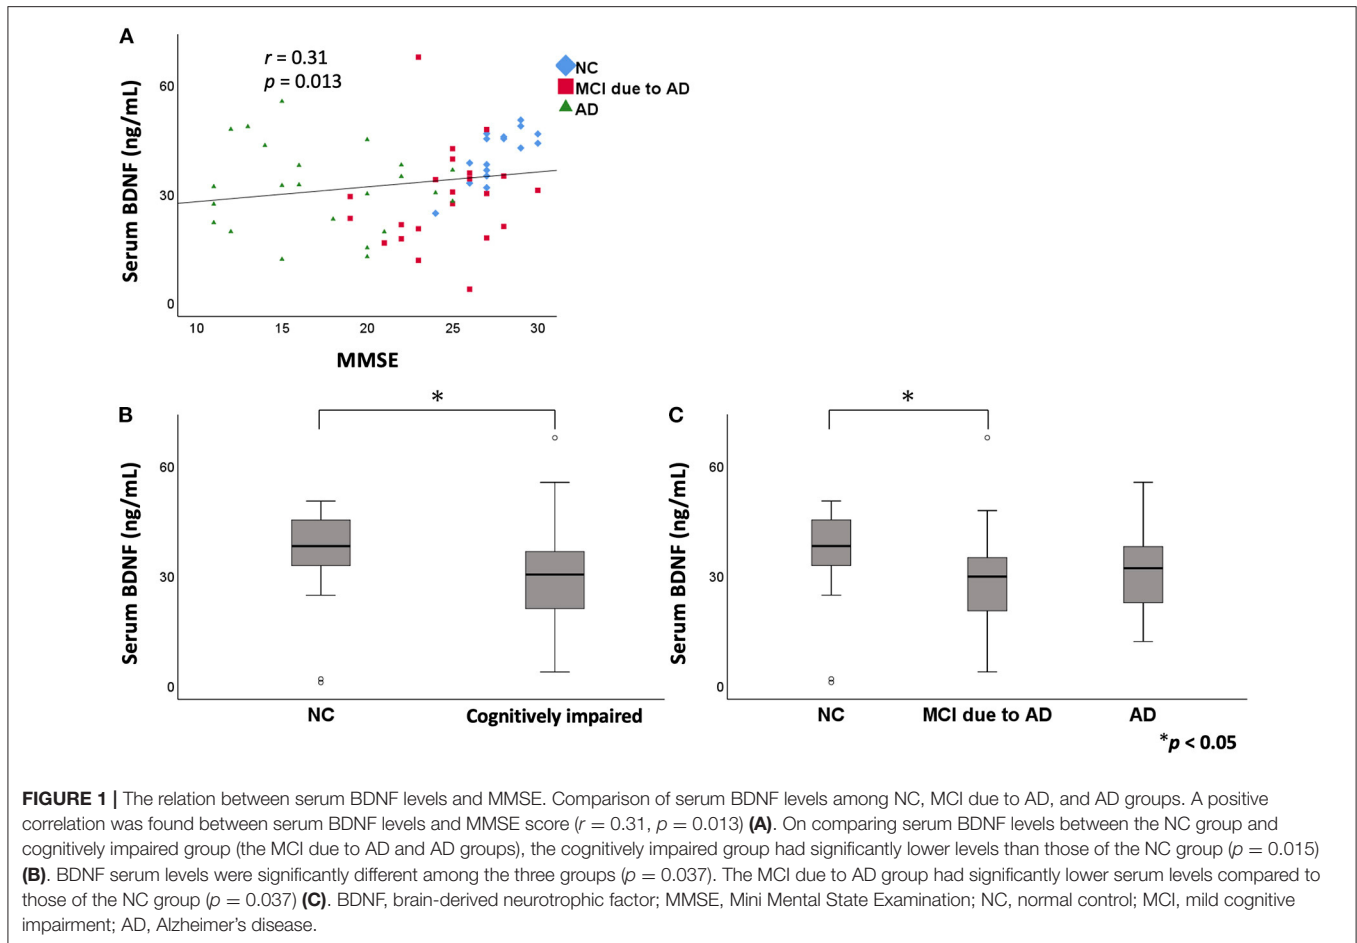 A
r = 0.31
p = 0.013
NC
MCI due to AD
AD
Serum BDNF (ng/mL)
60
30
0
10 15 20 25 30
MMSE
B
*
Serum BDNF (ng/mL)
60
30
0
NC Cognitively impaired
C
*
Serum BDNF (ng/mL)
60
30
0
NC MCI due to AD AD
*p < 0.05
FIGURE 1 | The relation between serum BDNF levels and MMSE. Comparison of serum BDNF levels among NC, MCI due to AD, and AD groups. A positive
correlation was found between serum BDNF levels and MMSE score (r = 0.31, p = 0.013) (A). On comparing serum BDNF levels between the NC group and
cognitively impaired group (the MCI due to AD and AD groups), the cognitively impaired group had significantly lower levels than those of the NC group (p = 0.015)
(B). BDNF serum levels were significantly different among the three groups (p = 0.037). The MCI due to AD group had significantly lower serum levels compared to
those of the NC group (p = 0.037) (C). BDNF, brain-derived neurotrophic factor; MMSE, Mini Mental State Examination; NC, normal control; MCI, mild cognitive
impairment; AD, Alzheimer's disease.